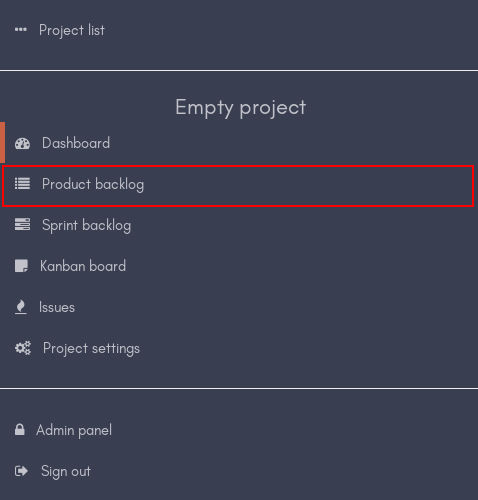 Project list
Empty project
Dashboard
Product backlog
Sprint backlog
Kanban board
Issues
Project settings
Admin panel
Sign out